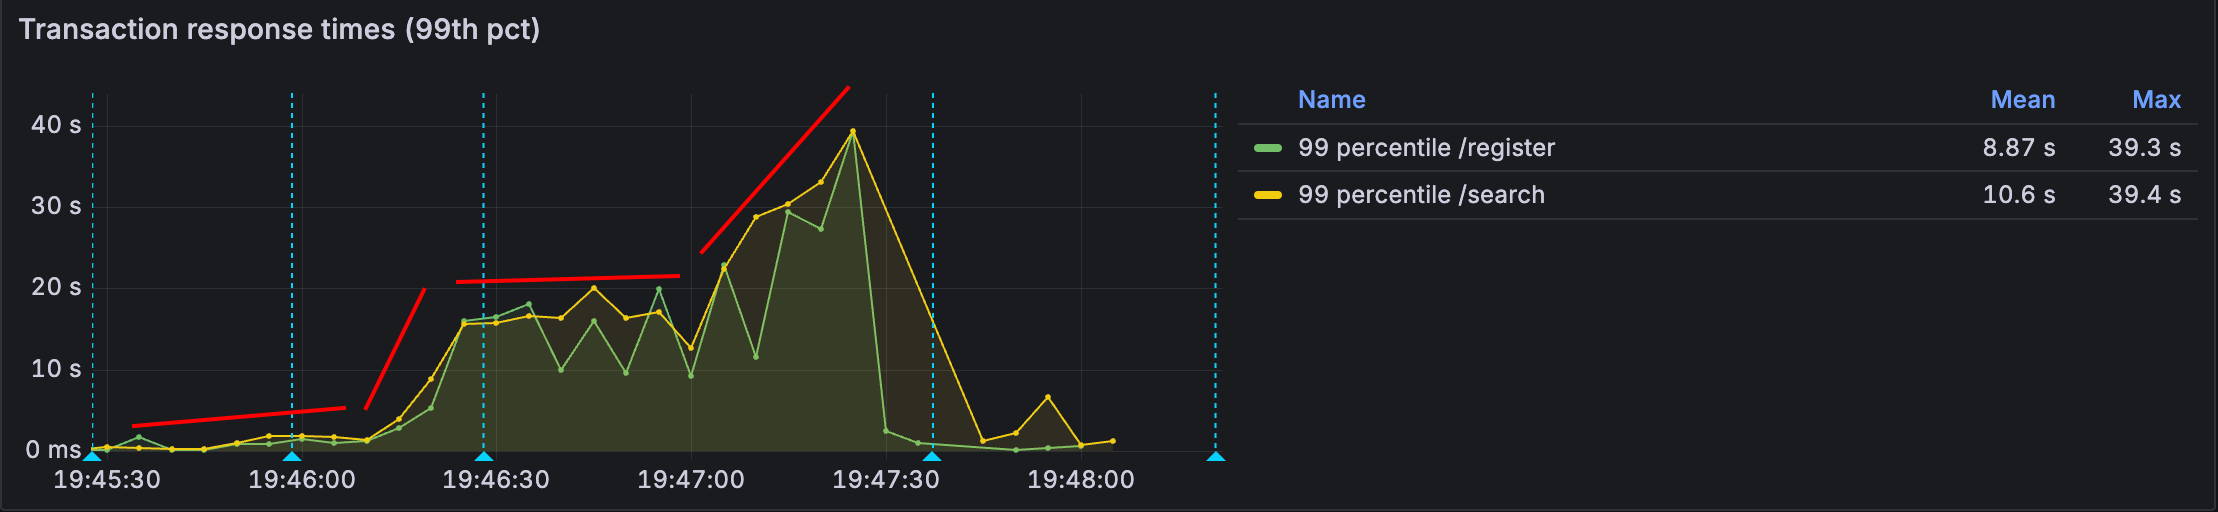 Transaction response times (99th pct)
40 s
30 s
20 s
10 s
0 ms
19:45:30 19:46:00 19:46:30 19:47:00 19:47:30 19:48:00
Name Mean Max
99 percentile /register 8.87 s 39.3 s
99 percentile /search 10.6 s 39.4 s